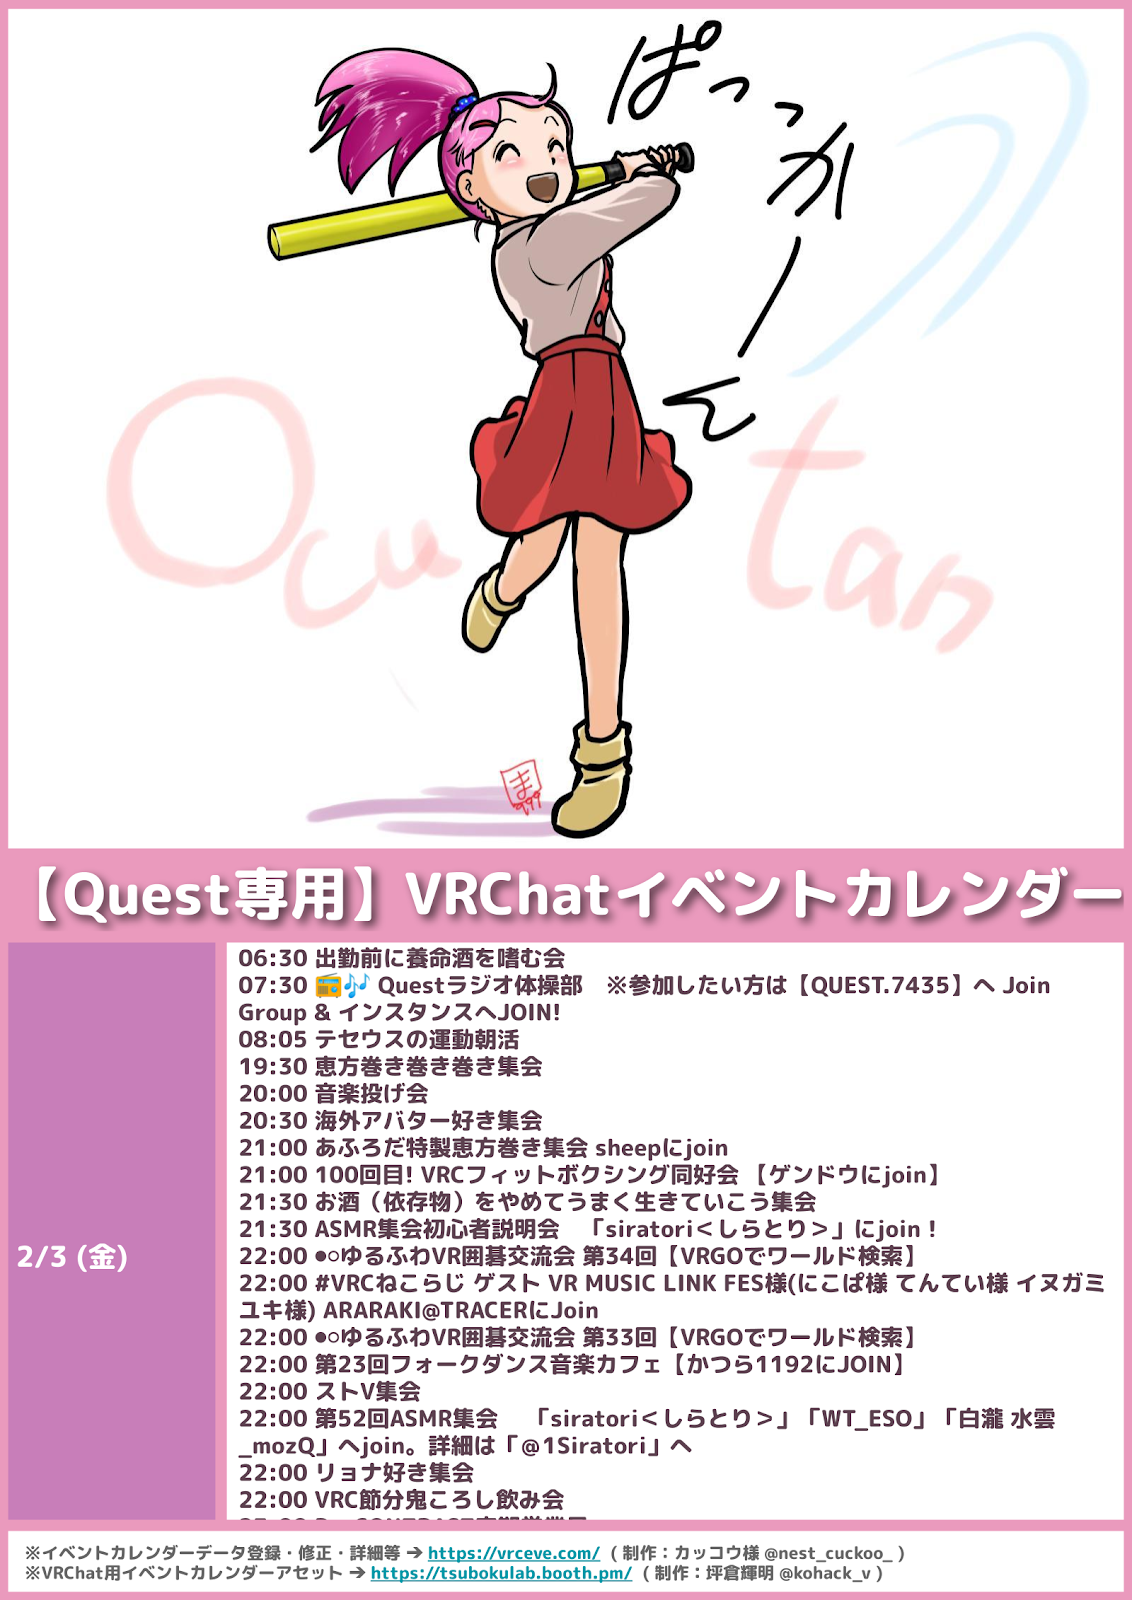 ぱっっかーん
Ocu tan
ま
999
【Quest専用】VRChatイベントカレンダー
2/3 (金)
06:30 出勤前に養命酒を嗜む会
07:30 📻🎶 Questラジオ体操部　※参加したい方は【QUEST.7435】へ Join
Group & インスタンスへJOIN!
08:05 テセウスの運動朝活
19:30 恵方巻き巻き巻き集会
20:00 音楽投げ会
20:30 海外アバター好き集会
21:00 あふろだ特製恵方巻き集会 sheepにjoin
21:00 100回目! VRCフィットボクシング同好会 【ゲンドウにjoin】
21:30 お酒（依存物）をやめてうまく生きていこう集会
21:30 ASMR集会初心者説明会　「siratori＜しらとり＞」にjoin！
22:00 ●○ゆるふわVR囲碁交流会 第34回【VRGOでワールド検索】
22:00 #VRCねこらじ ゲスト VR MUSIC LINK FES様(にこぱ様 てんてい様 イヌガミ
ユキ様) ARARAKI@TRACERにJoin
22:00 ●○ゆるふわVR囲碁交流会 第33回【VRGOでワールド検索】
22:00 第23回フォークダンス音楽カフェ【かつら1192にJOIN】
22:00 ストV集会
22:00 第52回ASMR集会　「siratori＜しらとり＞」「WT_ESO」「白瀧 水雲
_mozQ」へjoin。詳細は「@1Siratori」へ
22:00 リョナ好き集会
22:00 VRC節分鬼ころし飲み会
※イベントカレンダーデータ登録・修正・詳細等 ➔ https://vrceve.com/ （制作：カッコウ様 @nest_cuckoo_ ）
※VRChat用イベントカレンダーアセット ➔ https://tsubokulab.booth.pm/ （制作：坪倉輝明 @kohack_v ）